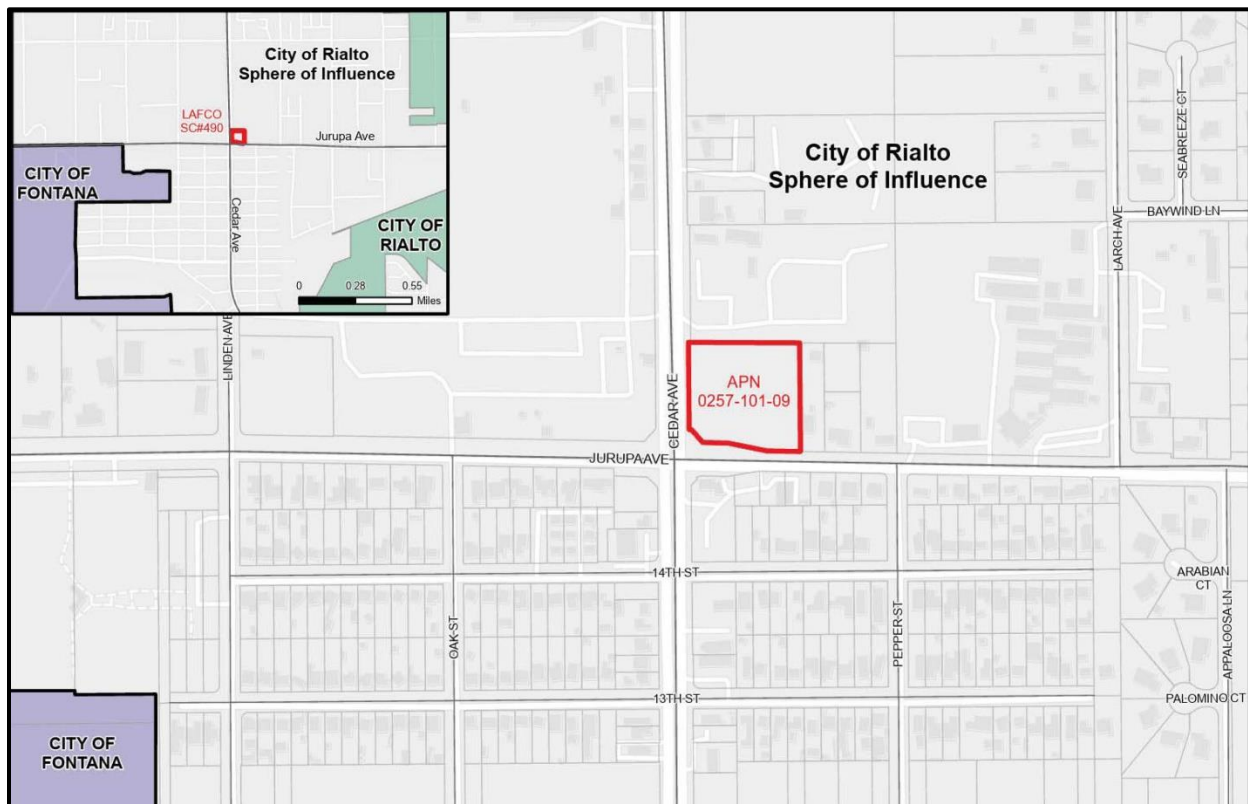 City of Rialto
Sphere of Influence
LAFCO
SC#490
Jurupa Ave
CITY OF
FONTANA
Cedar Ave
CITY OF
RIALTO
0
0.28
0.55
Miles
City of Rialto
Sphere of Influence
SEABREEZE CT
BAYWIND LN
LARCH AVE
LINDEN AVE
CEDAR AVE
APN
0257-101-09
JURUPA AVE
14TH ST
ARABIAN
CT
OAK ST
PEPPER ST
APPALOOSA LN
13TH ST
PALOMINO CT
CITY OF
FONTANA